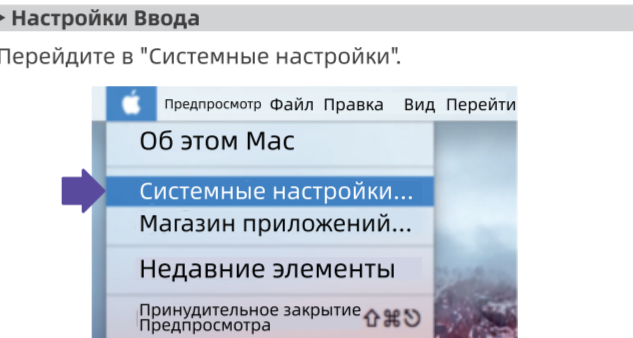 Настройки Ввода
Перейдите в "Системные настройки".
Предпросмотр Файл Правка Вид Перейти
Об этом Mac
Системные настройки...
Магазин приложений...
Недавние элементы
Принудительное закрытие ⇧⌘⎋
Предпросмотра